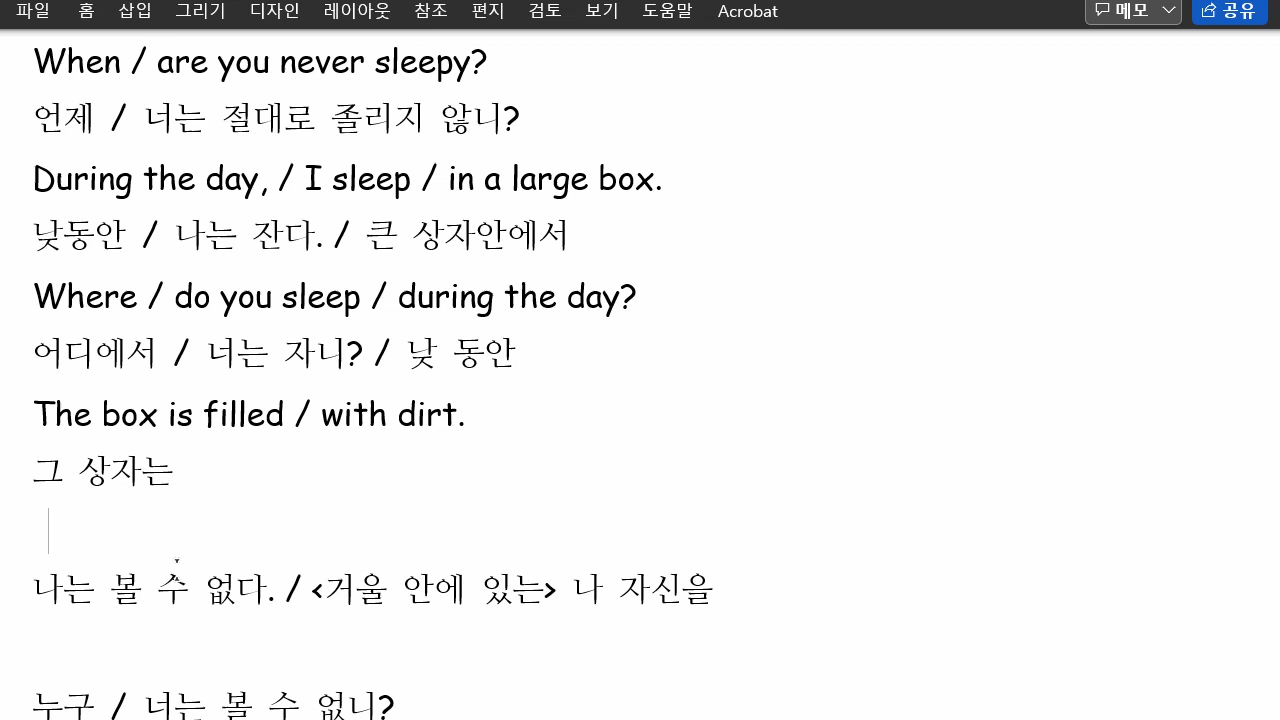 파일 홈 삽입 그리기 디자인 레이아웃 참조 편지 검토 보기 도움말 Acrobat 메모 공유
When / are you never sleepy?
언제 / 너는 절대로 졸리지 않니?
During the day, / I sleep / in a large box.
낮동안 / 나는 잔다. / 큰 상자안에서
Where / do you sleep / during the day?
어디에서 / 너는 자니? / 낮 동안
The box is filled / with dirt.
그 상자는
나는 볼 수 없다. / <거울 안에 있는> 나 자신을
누구 / 너는 볼 수 없니?